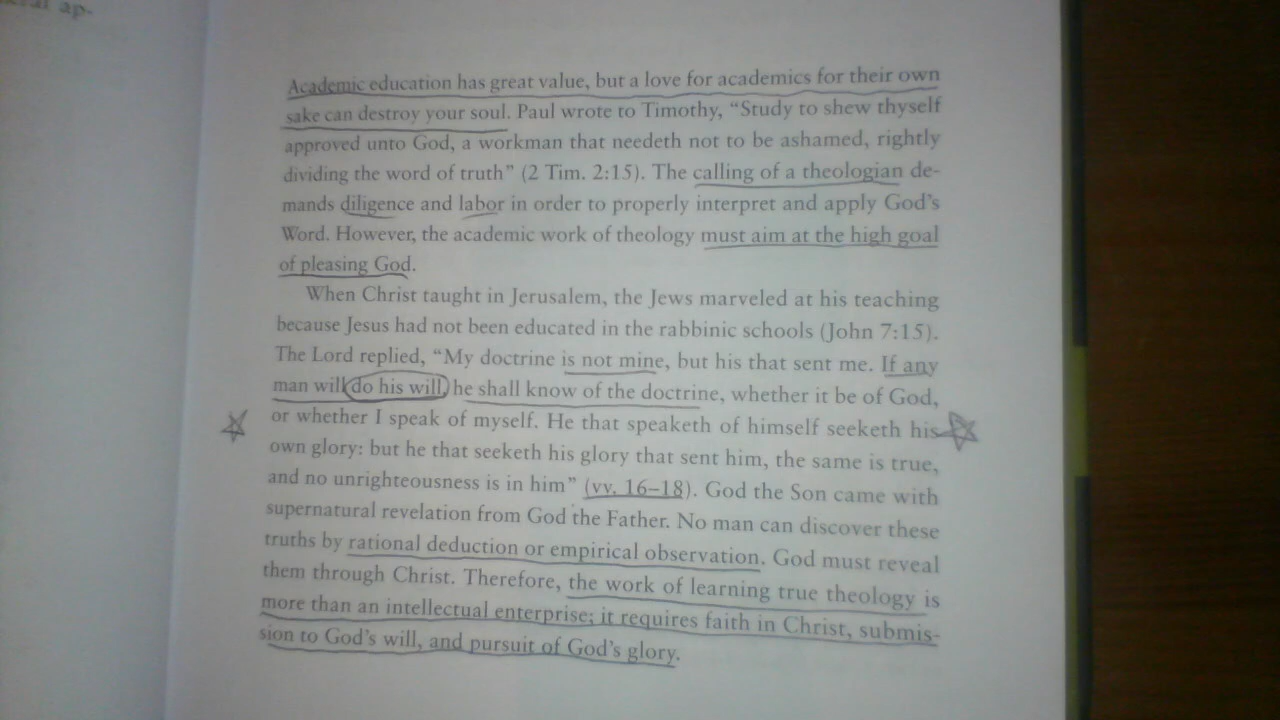 Academic education has great value, but a love for academics for their own
sake can destroy your soul. Paul wrote to Timothy, “Study to shew thyself
approved unto God, a workman that needeth not to be ashamed, rightly
dividing the word of truth” (2 Tim. 2:15). The calling of a theologian de-
mands diligence and labor in order to properly interpret and apply God’s
Word. However, the academic work of theology must aim at the high goal
of pleasing God.
When Christ taught in Jerusalem, the Jews marveled at his teaching
because Jesus had not been educated in the rabbinic schools (John 7:15).
The Lord replied, “My doctrine is not mine, but his that sent me. If any
man will do his will, he shall know of the doctrine, whether it be of God,
or whether I speak of myself. He that speaketh of himself seeketh his
own glory: but he that seeketh his glory that sent him, the same is true,
and no unrighteousness is in him” (vv. 16–18). God the Son came with
supernatural revelation from God the Father. No man can discover these
truths by rational deduction or empirical observation. God must reveal
them through Christ. Therefore, the work of learning true theology is
more than an intellectual enterprise; it requires faith in Christ, submis-
sion to God’s will, and pursuit of God’s glory.